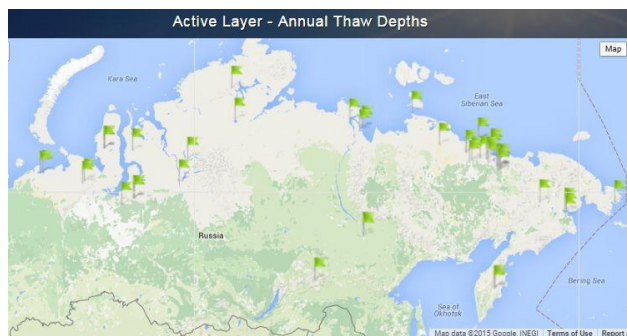 Active Layer - Annual Thaw Depths
Map
Kara Sea
East
Siberian Sea
Russia
Sea of
Okhotsk
Bering Sea
Map data ©2015 Google, INEGI Terms of Use Report